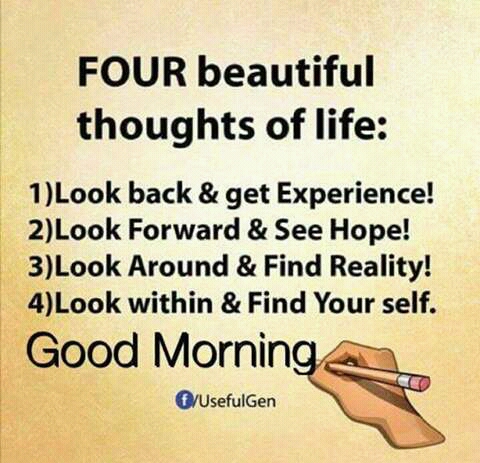 FOUR beautiful
thoughts of life:
1)Look back & get Experience!
2)Look Forward & See Hope!
3)Look Around & Find Reality!
4)Look within & Find Your self.
Good Morning
f/UsefulGen